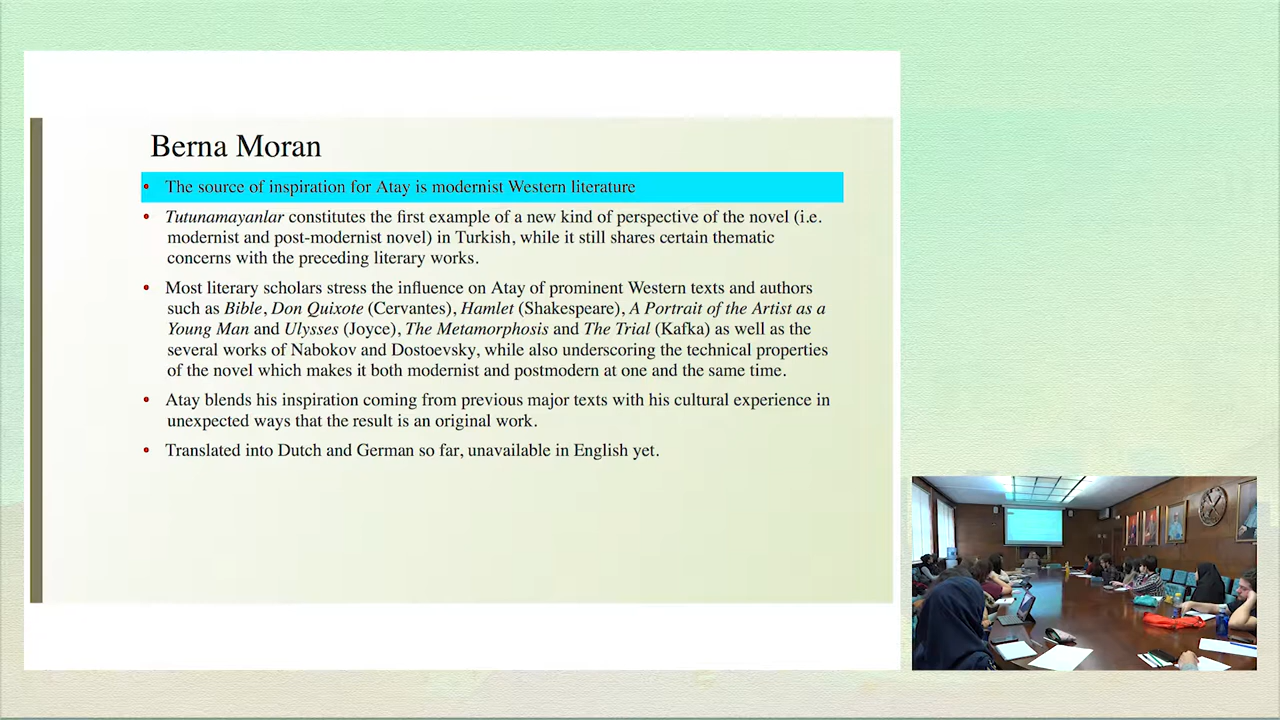 Berna Moran
• The source of inspiration for Atay is modernist Western literature
• Tutunamayanlar constitutes the first example of a new kind of perspective of the novel (i.e.
modernist and post-modernist novel) in Turkish, while it still shares certain thematic
concerns with the preceding literary works.
• Most literary scholars stress the influence on Atay of prominent Western texts and authors
such as Bible, Don Quixote (Cervantes), Hamlet (Shakespeare), A Portrait of the Artist as a
Young Man and Ulysses (Joyce), The Metamorphosis and The Trial (Kafka) as well as the
several works of Nabokov and Dostoevsky, while also underscoring the technical properties
of the novel which makes it both modernist and postmodern at one and the same time.
• Atay blends his inspiration coming from previous major texts with his cultural experience in
unexpected ways that the result is an original work.
• Translated into Dutch and German so far, unavailable in English yet.